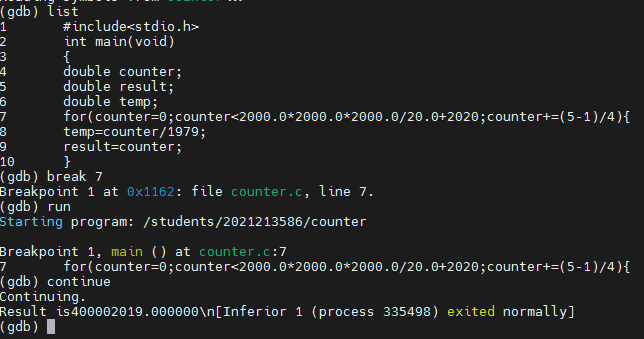 (gdb) list
1       #include<stdio.h>
2       int main(void)
3       {
4       double counter;
5       double result;
6       double temp;
7       for(counter=0;counter<2000.0*2000.0*2000.0/20.0+2020;counter+=(5-1)/4){
8       temp=counter/1979;
9       result=counter;
10      }
(gdb) break 7
Breakpoint 1 at 0x1162: file counter.c, line 7.
(gdb) run
Starting program: /students/2021213586/counter
Breakpoint 1, main () at counter.c:7
7       for(counter=0;counter<2000.0*2000.0*2000.0/20.0+2020;counter+=(5-1)/4){
(gdb) continue
Continuing.
Result is400002019.000000\n[Inferior 1 (process 335498) exited normally]
(gdb)